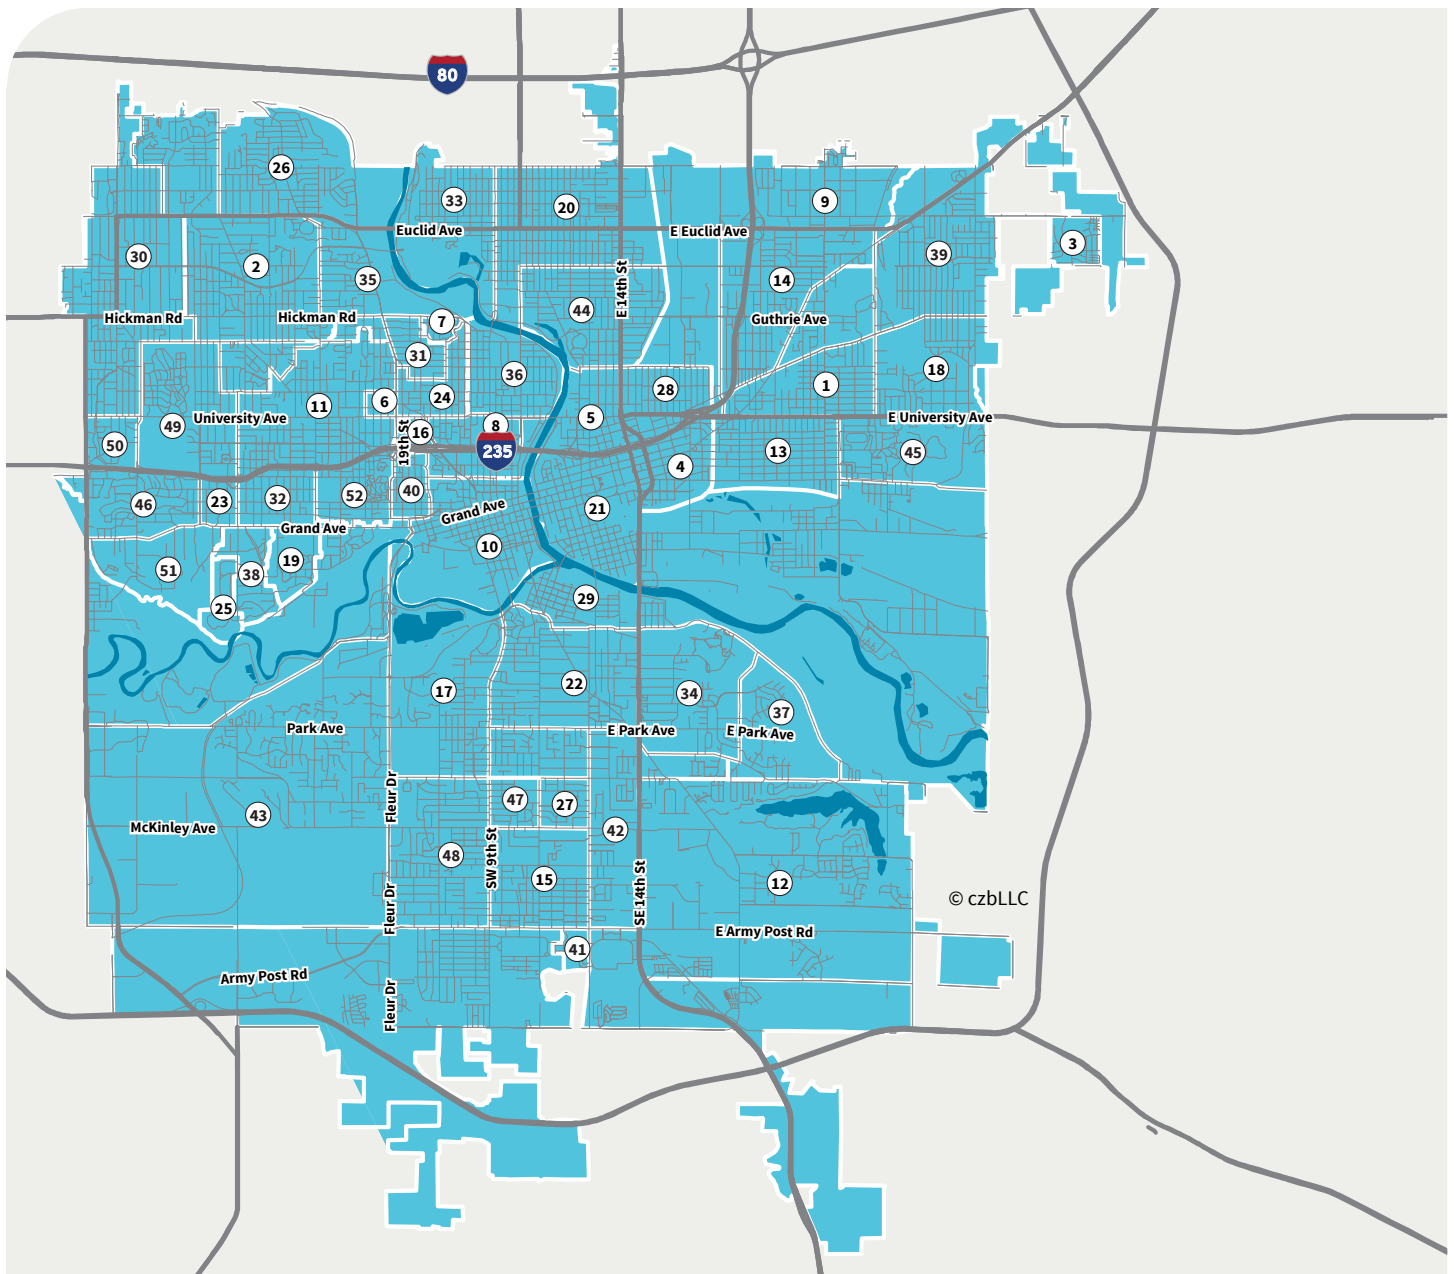 80
26
33
20
9
Euclid Ave
E Euclid Ave
30
2
35
14
39
3
E 14th St
Hickman Rd
Hickman Rd
7
44
Guthrie Ave
31
36
18
6
24
28
1
11
University Ave
49
5
E University Ave
50
19th St
16
8
235
4
13
45
46
23
32
52
40
21
Grand Ave
Grand Ave
10
51
38
19
25
29
17
22
34
37
Park Ave
E Park Ave
E Park Ave
Fleur Dr
43
McKinley Ave
47
27
42
48
SW 9th St
15
SE 14th St
12
© czbLLC
Fleur Dr
E Army Post Rd
41
Army Post Rd
Fleur Dr